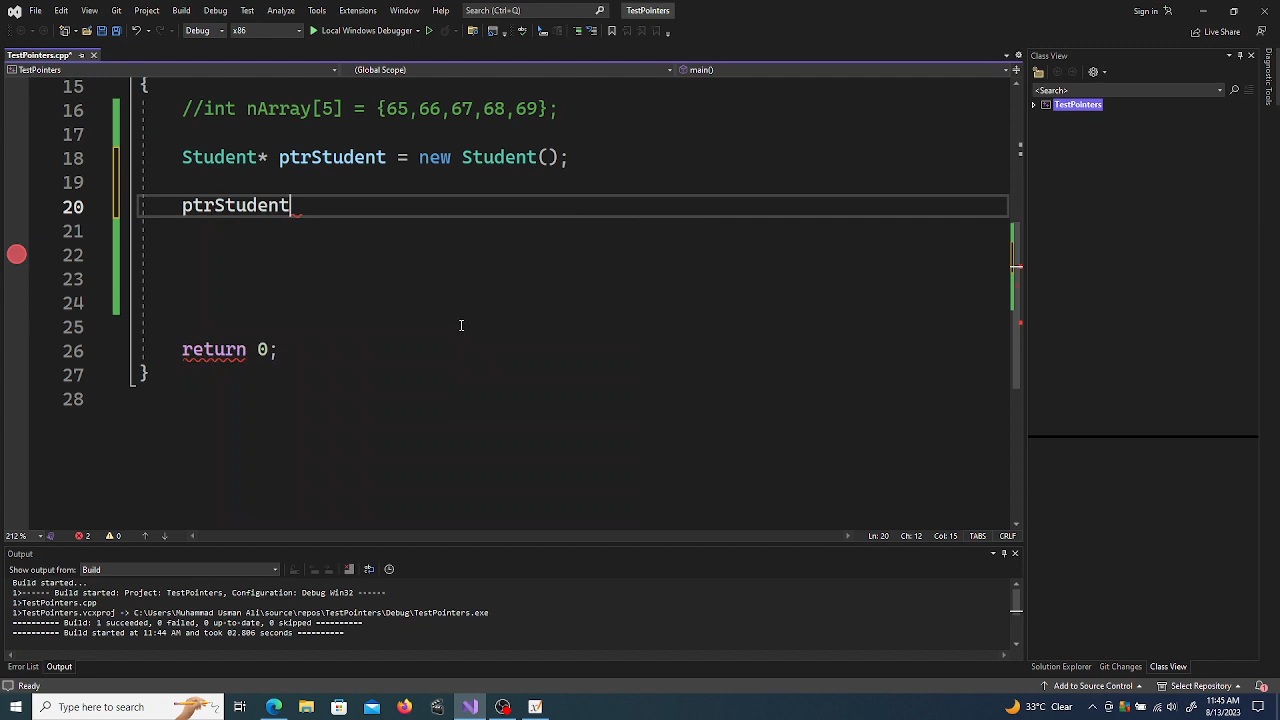 File Edit View Git Project Build Debug Test Analyze Tools Extensions Window Help Search (Ctrl+Q) TestPointers Sign in
Debug x86 Local Windows Debugger Live Share
TestPointers.cpp*
TestPointers (Global Scope) main()
15 {
16 //int nArray[5] = {65,66,67,68,69};
17
18 Student* ptrStudent = new Student();
19
20 ptrStudent
21
22
23
24
25
26 return 0;
27 }
28
212 % 2 0 Ln: 20 Ch: 12 Col: 15 TABS CRLF
Output
Show output from: Build
Build started...
1>------ Build started: Project: TestPointers, Configuration: Debug Win32 ------
1>TestPointers.cpp
1>TestPointers.vcxproj -> C:\Users\Muhammad Usman Ali\source\repos\TestPointers\Debug\TestPointers.exe
========== Build: 1 succeeded, 0 failed, 0 up-to-date, 0 skipped ==========
========== Build started at 11:44 AM and took 02.806 seconds ==========
Error List Output
Class View
<Search>
TestPointers
Diagnostic Tools
Solution Explorer Git Changes Class View
Ready Add to Source Control Select Repository
Type here to search 33°C Clear 11:45 AM
8/13/2023